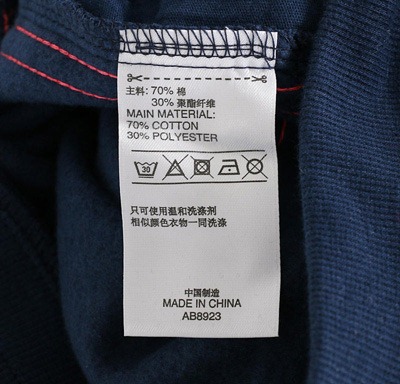 主料: 70% 棉
30% 聚酯纤维
MAIN MATERIAL:
70% COTTON
30% POLYESTER
30
只可使用温和洗涤剂
相似颜色衣物一同洗涤
中国制造
MADE IN CHINA
AB8923